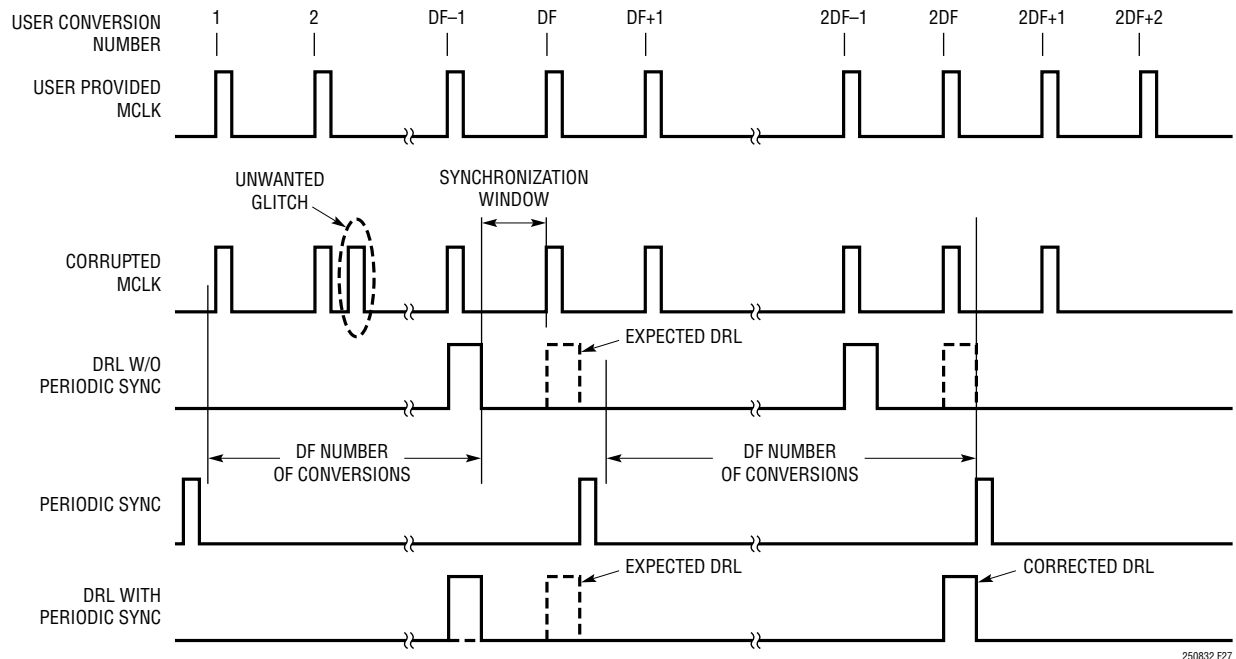 USER CONVERSION
NUMBER
1
2
DF–1
DF
DF+1
2DF–1
2DF
2DF+1
2DF+2
USER PROVIDED
MCLK
UNWANTED
GLITCH
SYNCHRONIZATION
WINDOW
CORRUPTED
MCLK
EXPECTED DRL
DRL W/O
PERIODIC SYNC
DF NUMBER
OF CONVERSIONS
DF NUMBER
OF CONVERSIONS
PERIODIC SYNC
EXPECTED DRL
CORRECTED DRL
DRL WITH
PERIODIC SYNC
250832 F27